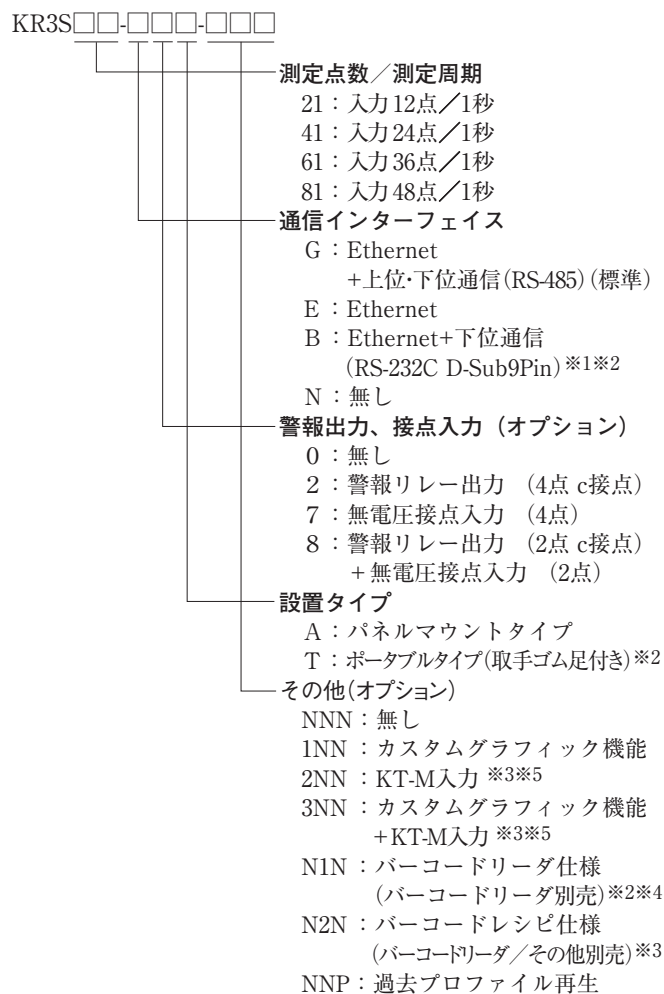 KR3S□□-□□□-□□□
測定点数／測定周期
21：入力12点／1秒
41：入力24点／1秒
61：入力36点／1秒
81：入力48点／1秒
通信インターフェイス
G：Ethernet
+上位･下位通信(RS-485)(標準)
E：Ethernet
B：Ethernet+下位通信
(RS-232C D-Sub9Pin)※1※2
N：無し
警報出力、接点入力（オプション）
0：無し
2：警報リレー出力　(4点 c接点)
7：無電圧接点入力　(4点)
8：警報リレー出力　(2点 c接点)
+無電圧接点入力　(2点)
設置タイプ
A：パネルマウントタイプ
T：ポータブルタイプ(取手ゴム足付き)※2
その他(オプション)
NNN：無し
1NN：カスタムグラフィック機能
2NN：KT-M入力 ※3※5
3NN：カスタムグラフィック機能
+KT-M入力 ※3※5
N1N：バーコードリーダ仕様
(バーコードリーダ別売)※2※4
N2N：バーコードレシピ仕様
(バーコードリーダ／その他別売)※3
NNP：過去プロファイル再生